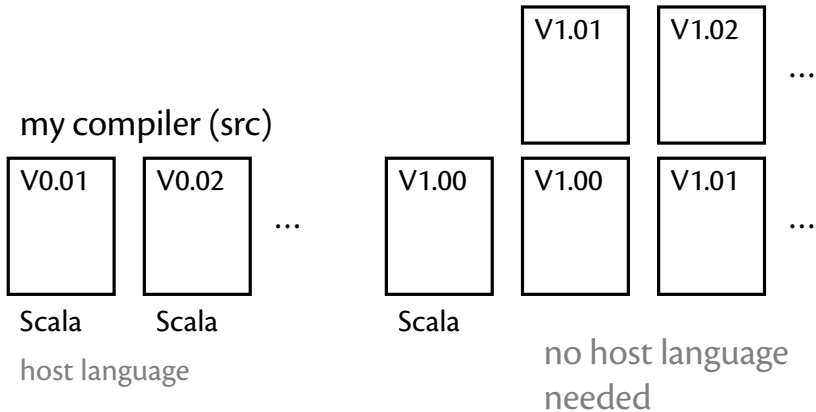 V1.01 V1.02
...
my compiler (src)
V0.01 V0.02 V1.00 V1.00 V1.01
... ...
Scala Scala Scala
host language
no host language
needed